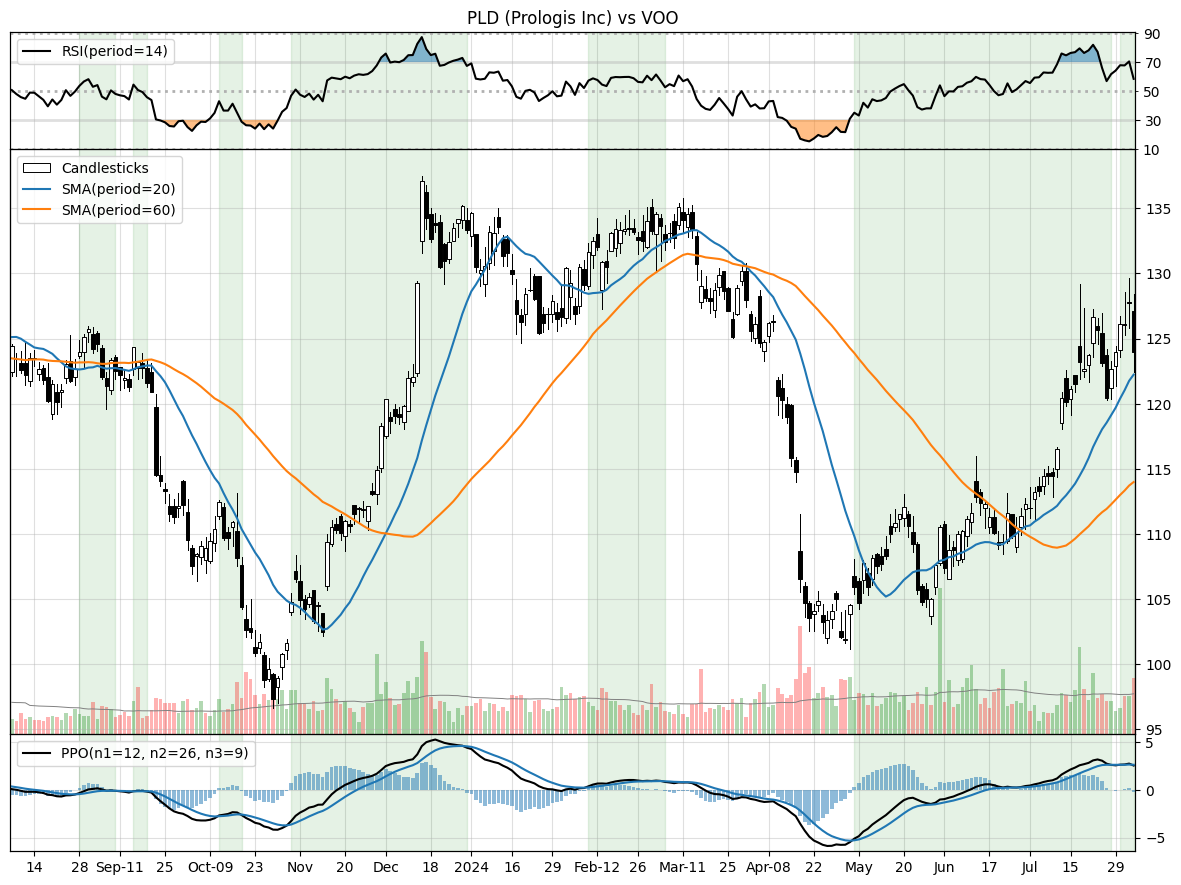 PLD (Prologis Inc) vs VOO
RSI(period=14)
90
70
50
30
10
Candlesticks
SMA(period=20)
SMA(period=60)
135
130
125
120
115
110
105
100
95
PPO(n1=12, n2=26, n3=9)
5
0
−5
14 28 Sep-11 25 Oct-09 23 Nov 20 Dec 18 2024 16 29 Feb-12 26 Mar-11 25 Apr-08 22 May 20 Jun 17 Jul 15 29